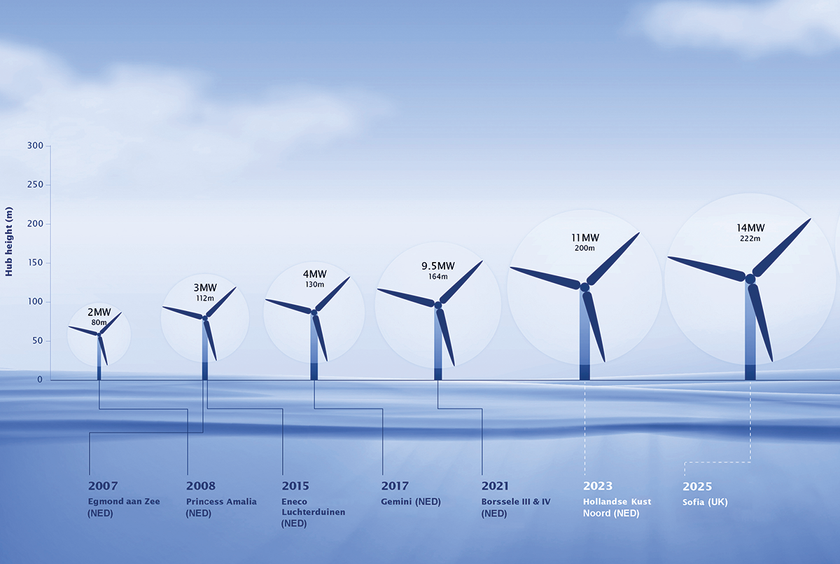 300
250
200
150
100
50
0
Hub height (m)
2MW
80m
3MW
112m
4MW
130m
9.5MW
164m
11MW
200m
14MW
222m
2007
Egmond aan Zee
(NED)
2008
Princess Amalia
(NED)
2015
Eneco
Luchterduinen
(NED)
2017
Gemini (NED)
2021
Borssele III & IV
(NED)
2023
Hollandse Kust
Noord (NED)
2025
Sofia (UK)